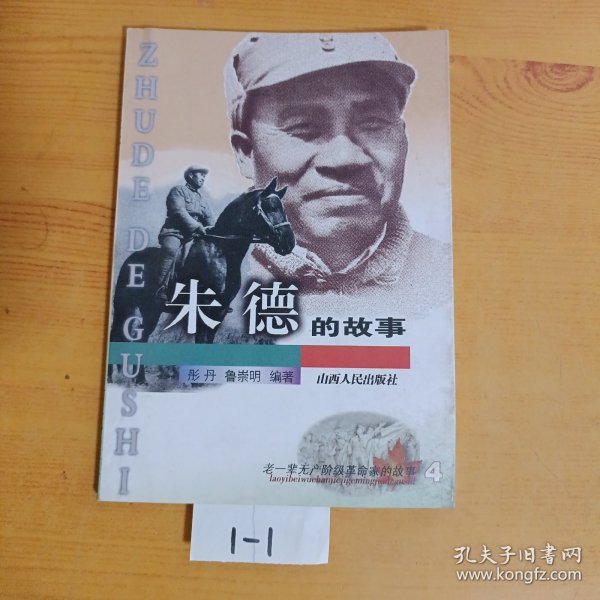 ZHUDE DE GUSHI
朱德的故事
彤丹 鲁崇明 编著
山西人民出版社
老一辈无产阶级革命家的故事 4
laoyibeiwuchanjiejigemingjiadegushi
1-1
孔夫子旧书网
www.kongfz.com